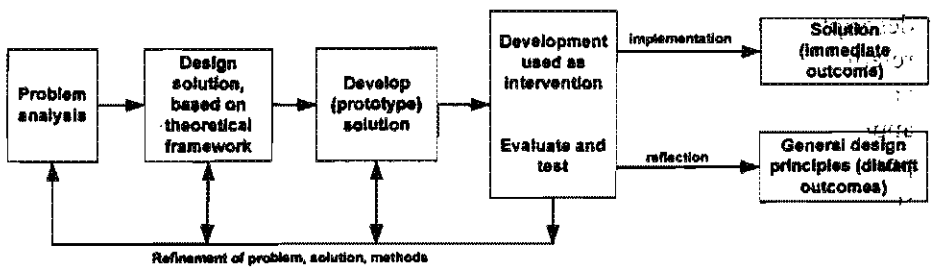 Problem
analysis
Design
solution,
based on
theoretical
framework
Develop
(prototype)
solution
Development
used as
intervention
Evaluate and
test
implementation
Solution
(immediate
outcome)
reflection
General design
principles (distant
outcomes)
Refinement of problem, solution, methods